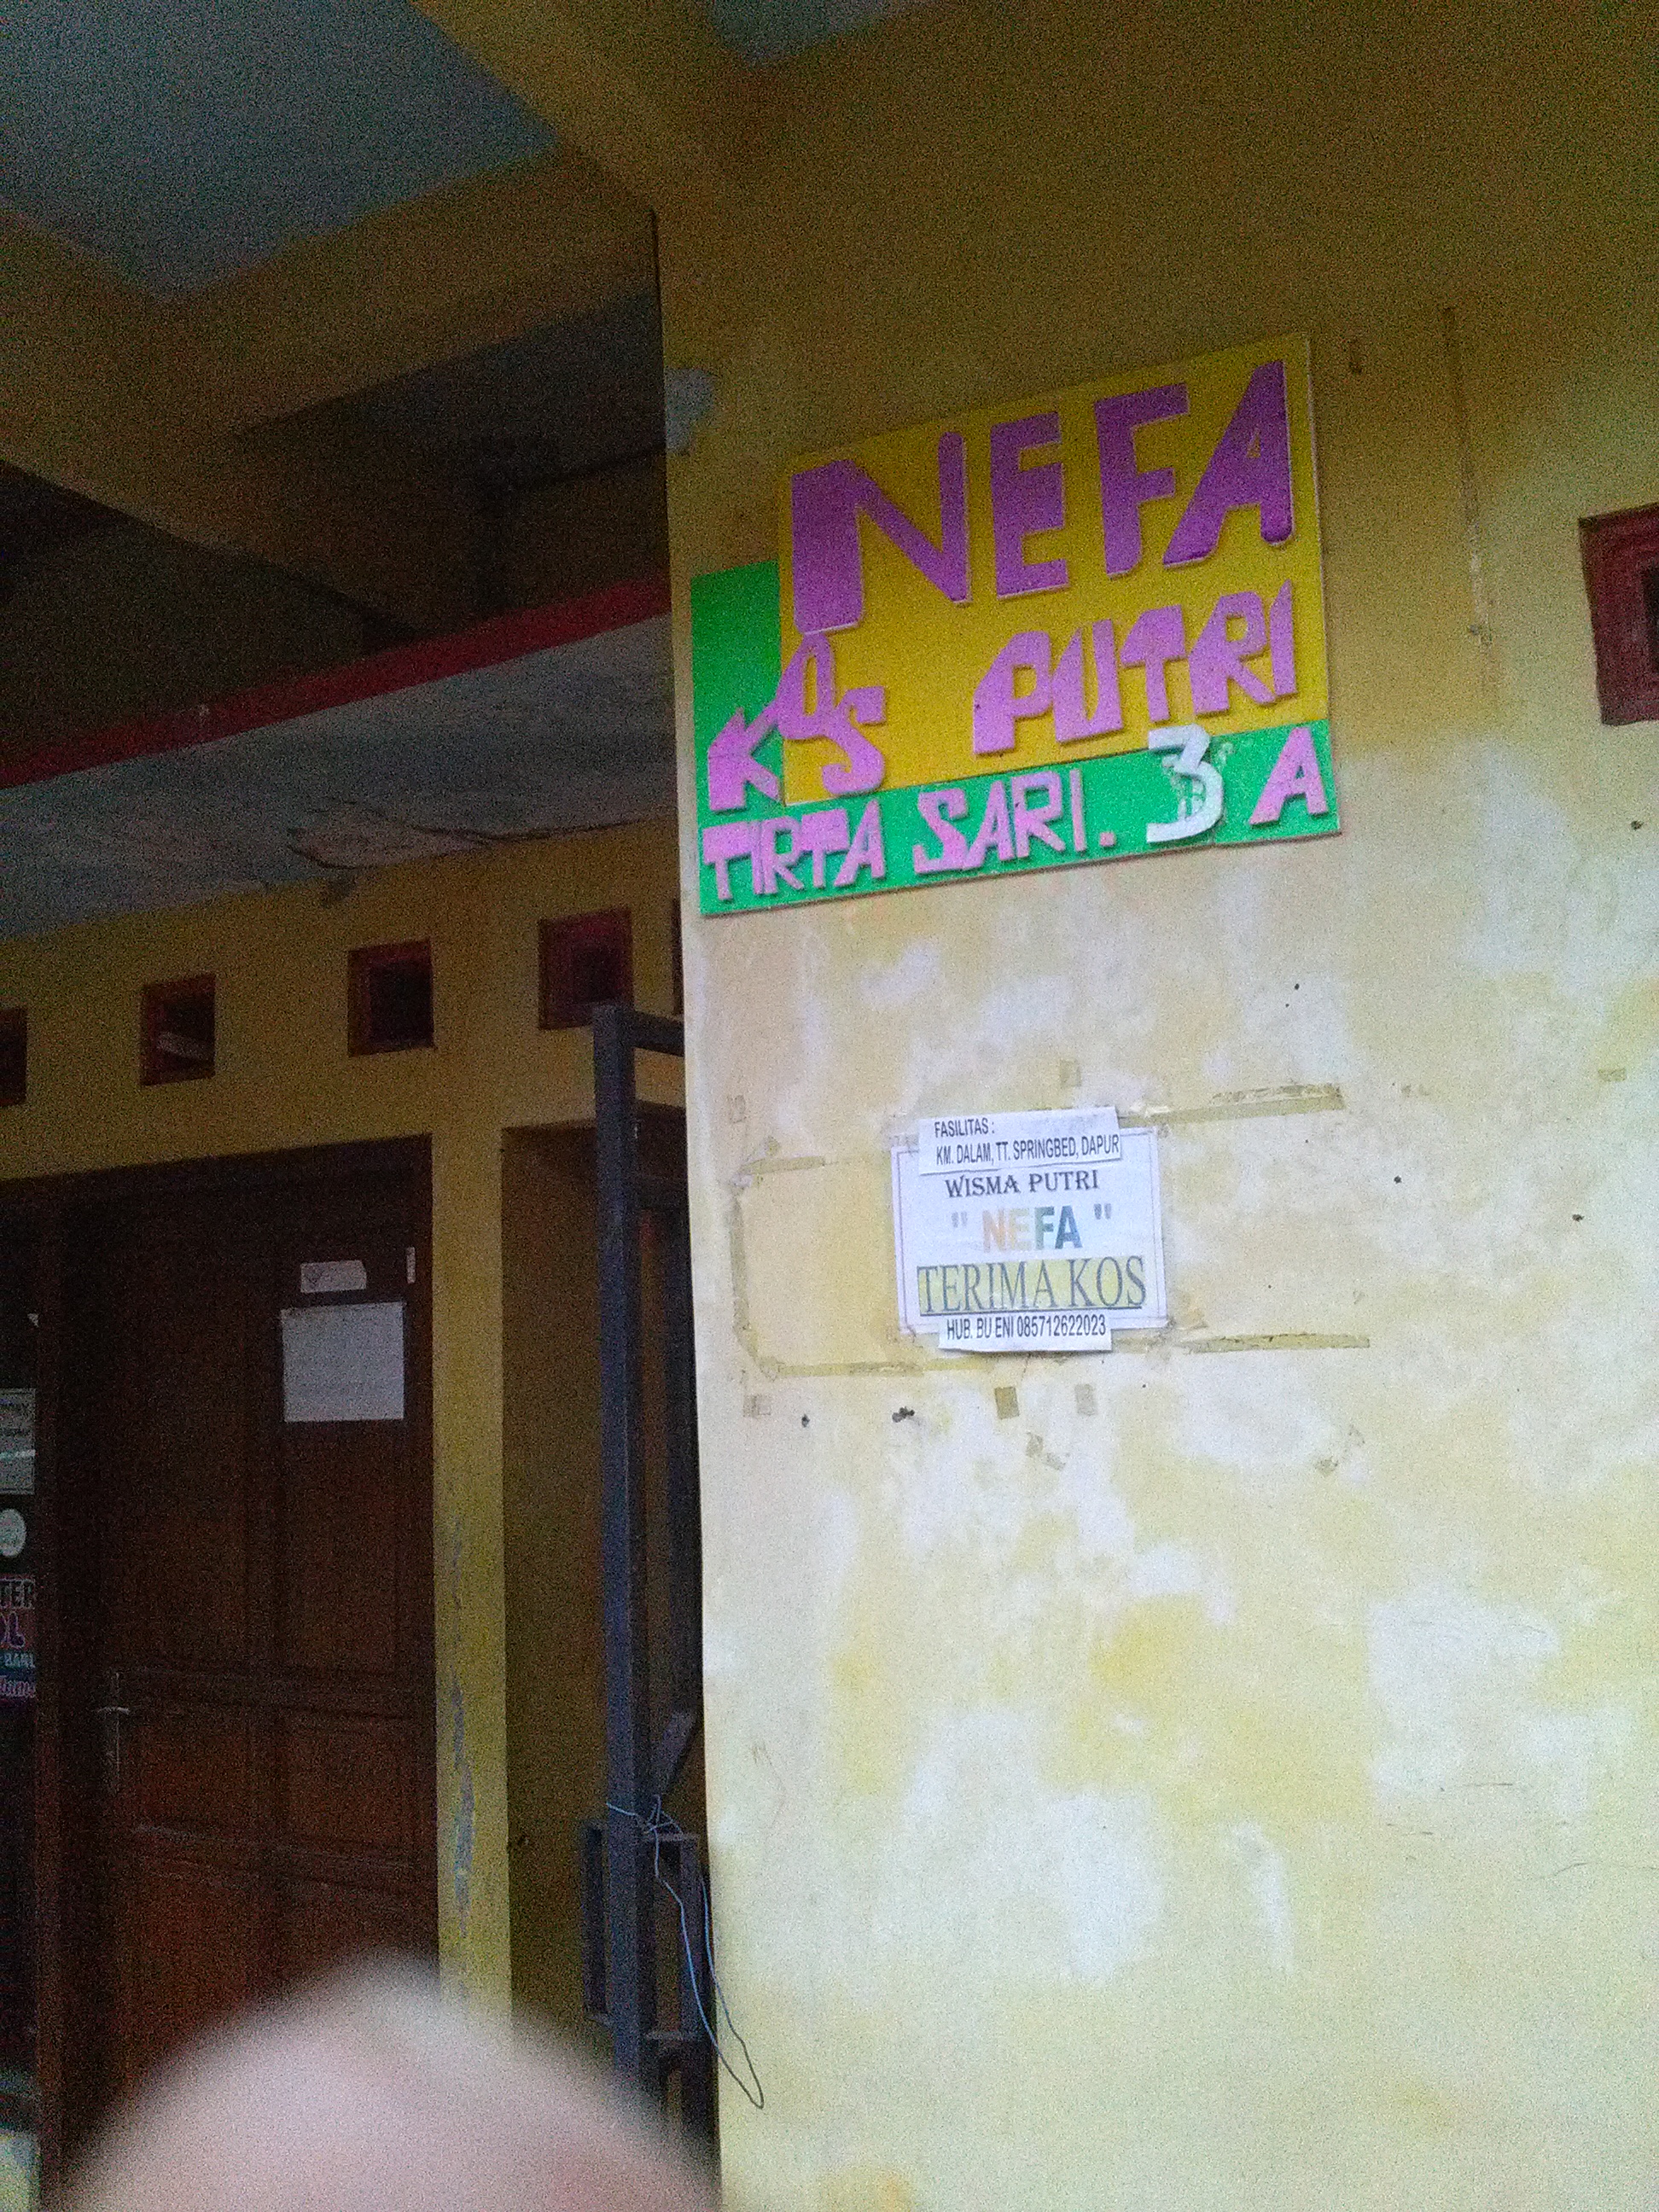 NEFA
KOS PUTRI
TIRTA SARI. 3 A
FASILITAS :
KM. DALAM, TT. SPRINGBED, DAPUR
WISMA PUTRI
" NEFA "
TERIMA KOS
HUB. BU ENI 085712622023